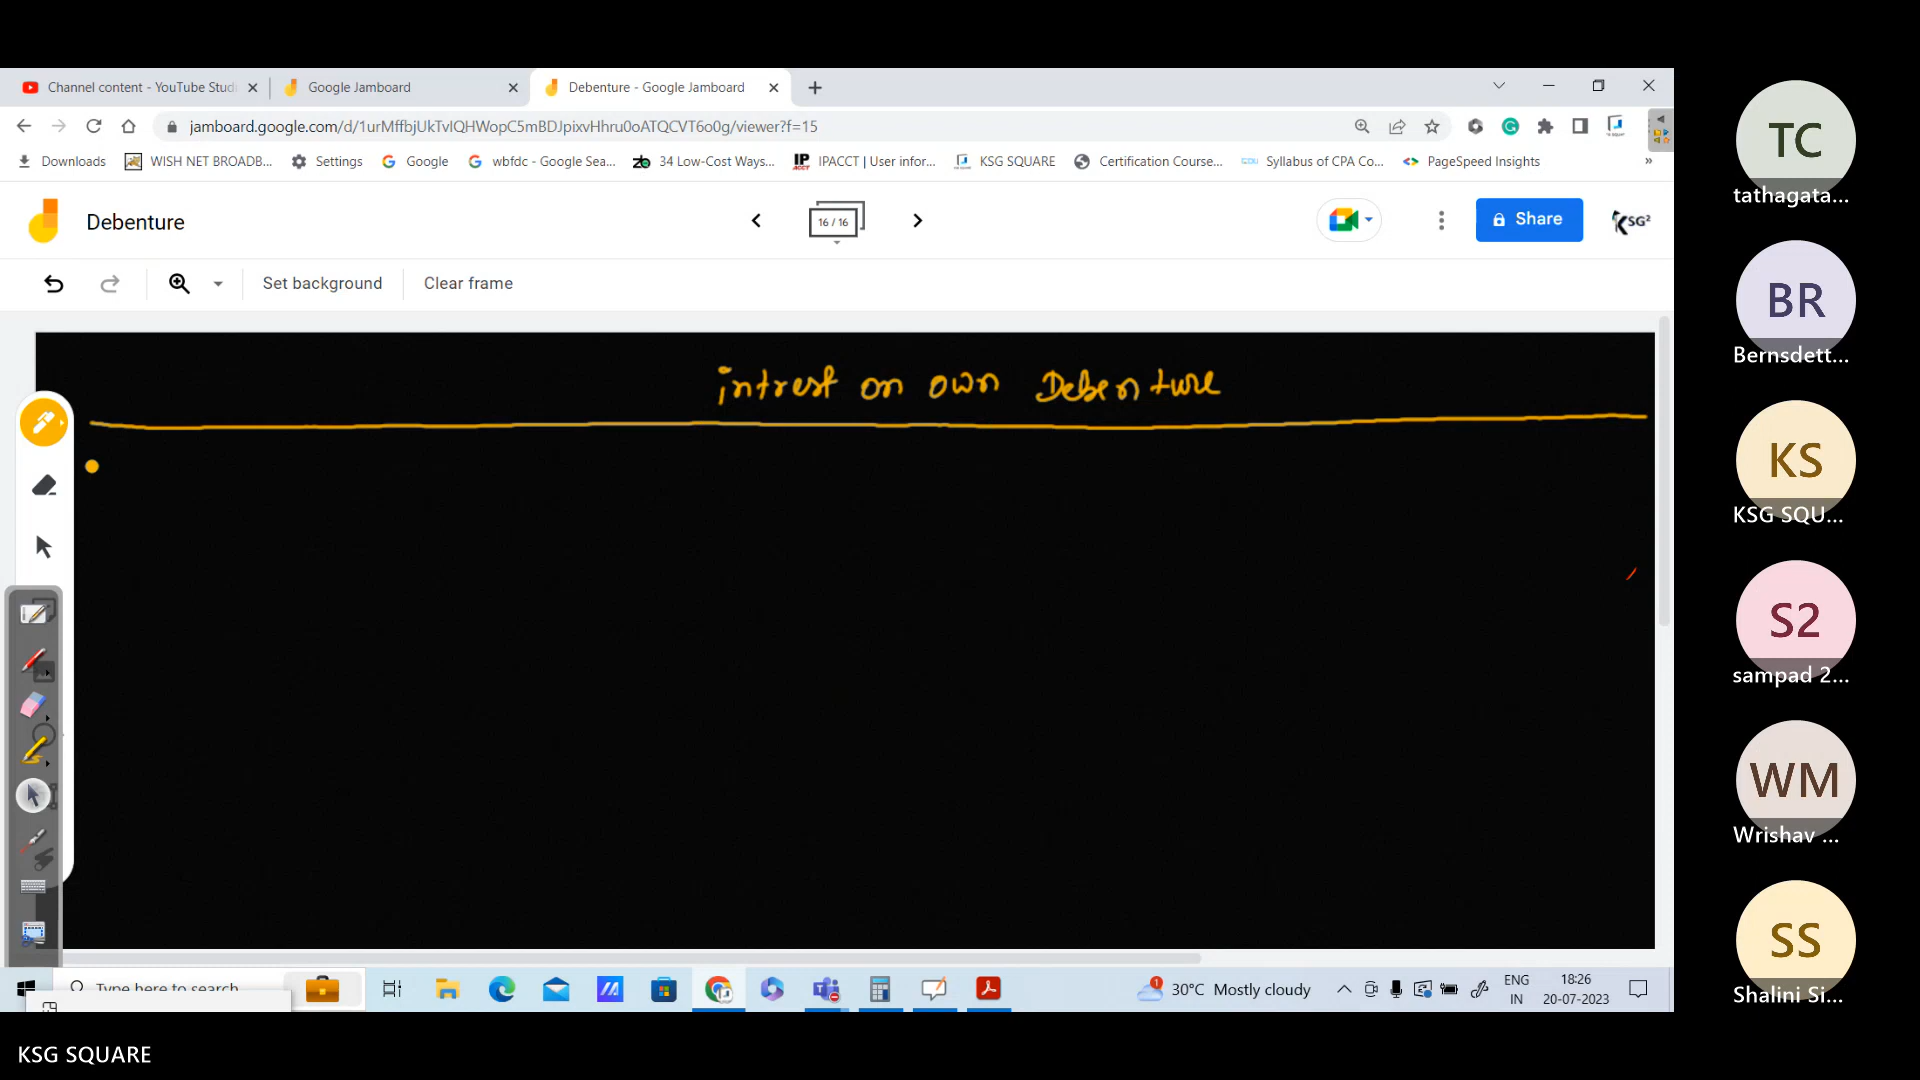 Channel content - YouTube Studi
Google Jamboard
Debenture - Google Jamboard
jamboard.google.com/d/1urMffbjUkTvIQHWopC5mBDJpixvHhru0oATQCVT6o0g/viewer?f=15
Downloads
WISH NET BROADB...
Settings
Google
wbfdc - Google Sea...
34 Low-Cost Ways...
IPACCT | User infor...
KSG SQUARE
Certification Course...
Syllabus of CPA Co...
PageSpeed Insights
»
Debenture
16 / 16
Share
KSG²
Set background
Clear frame
intrest on own Debenture
TC
tathagata...
BR
Bernsdett...
KS
KSG SQU...
S2
sampad 2...
WM
Wrishav ...
SS
Shalini Si...
Type here to search
1
30°C Mostly cloudy
ENG
IN
18:26
20-07-2023
KSG SQUARE